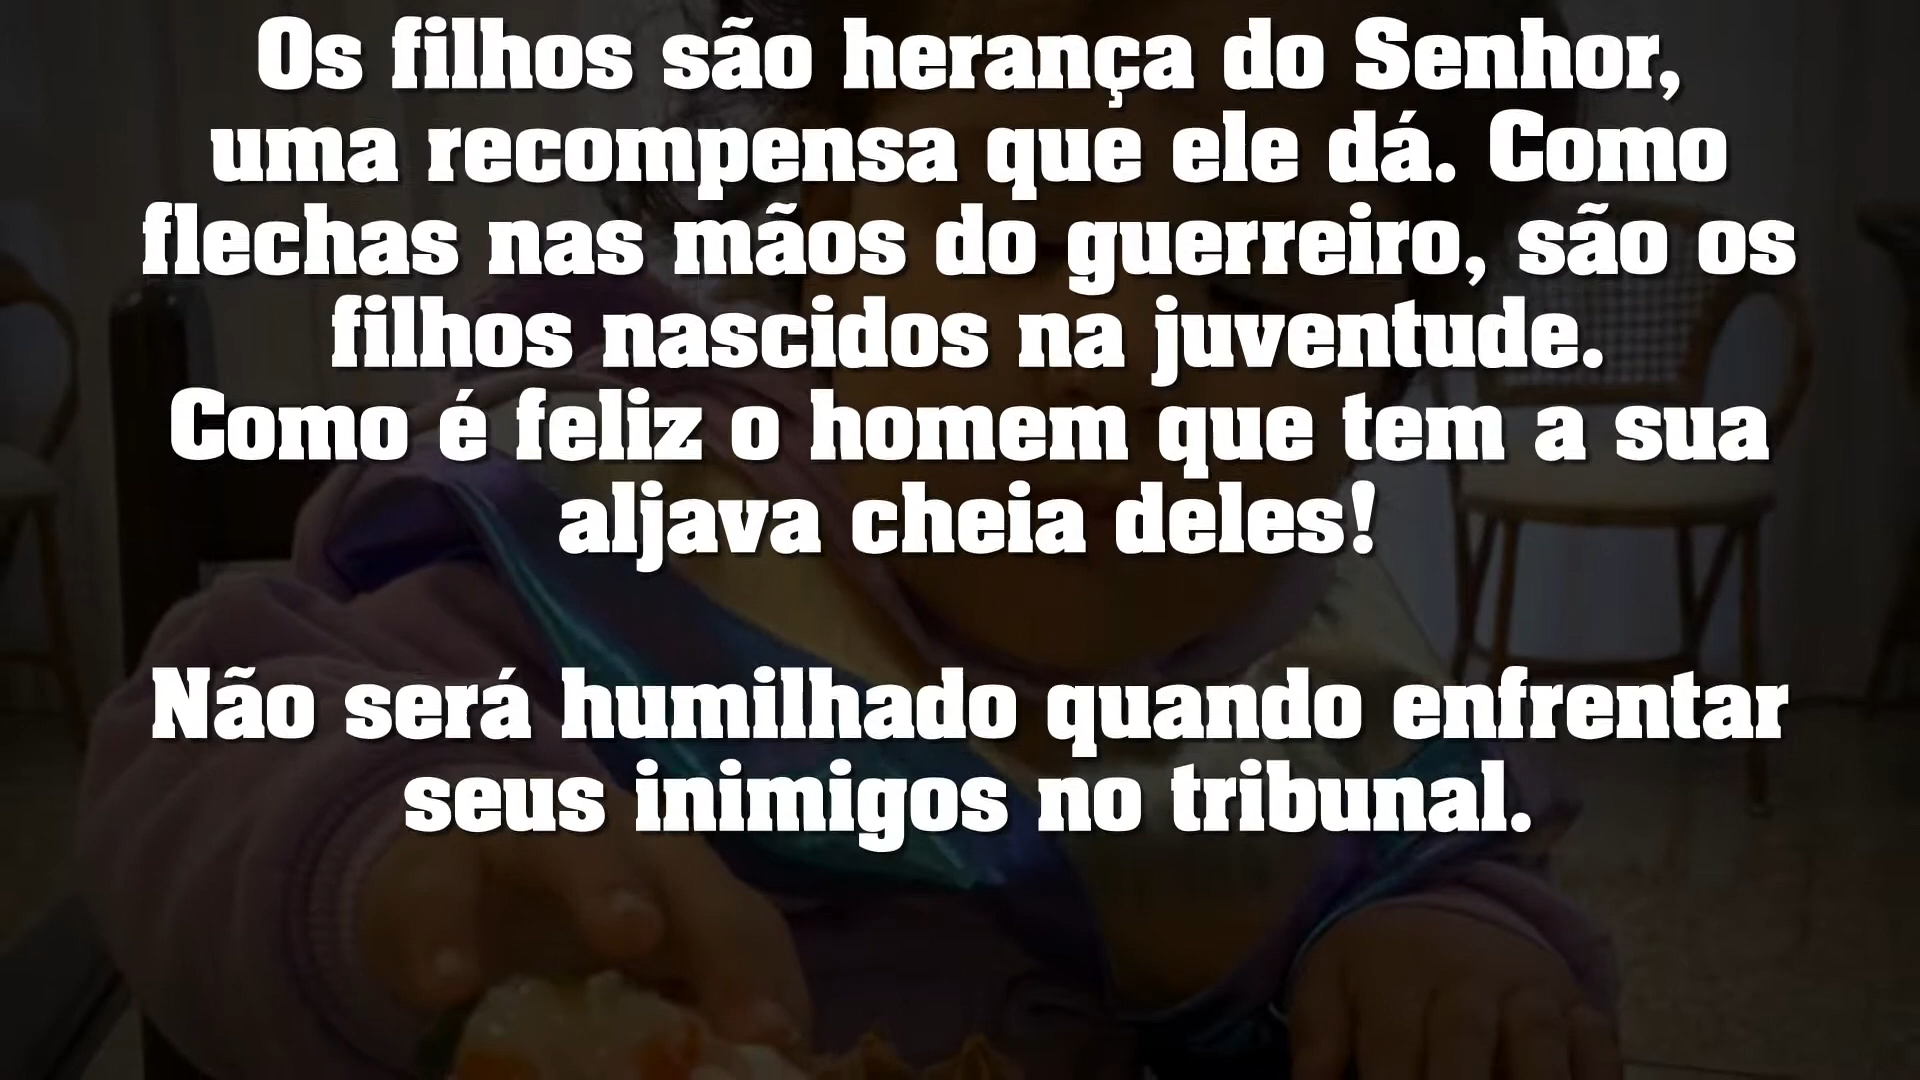 Os filhos são herança do Senhor,
uma recompensa que ele dá. Como
flechas nas mãos do guerreiro, são os
filhos nascidos na juventude.
Como é feliz o homem que tem a sua
aljava cheia deles!
Não será humilhado quando enfrentar
seus inimigos no tribunal.